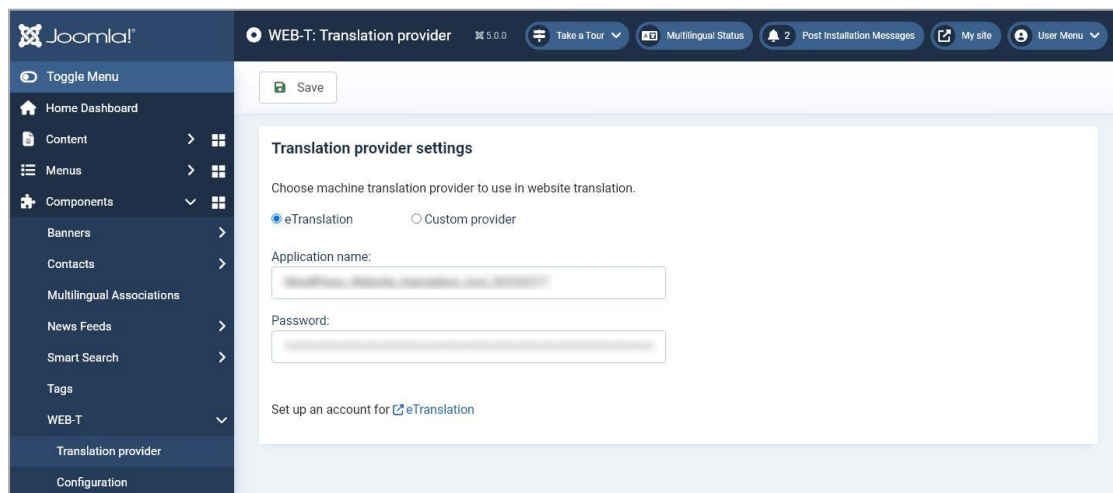 Joomla!®
WEB-T: Translation provider
5.0.0
Take a Tour
Multilingual Status
2 Post Installation Messages
My site
User Menu
Toggle Menu
Home Dashboard
Content
Menus
Components
Banners
Contacts
Multilingual Associations
News Feeds
Smart Search
Tags
WEB-T
Translation provider
Configuration
Save
Translation provider settings
Choose machine translation provider to use in website translation.
eTranslation
Custom provider
Application name:
Password:
Set up an account for eTranslation